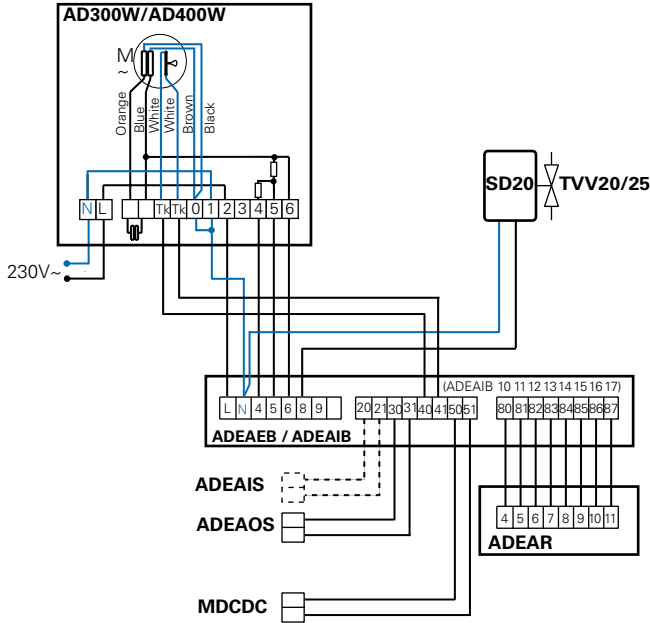 AD300W/AD400W
M
~
Orange
Blue
White
White
Brown
Black
N L Tk Tk 0 1 2 3 4 5 6
230V~
SD20
TVV20/25
(ADEAIB 10 11 12 13 14 15 16 17)
L N 4 5 6 8 9 20 21 30 31 40 41 50 51 80 81 82 83 84 85 86 87
ADEAEB / ADEAIB
ADEAIS
ADEAOS
4 5 6 7 8 9 10 11
ADEAR
MDCDC